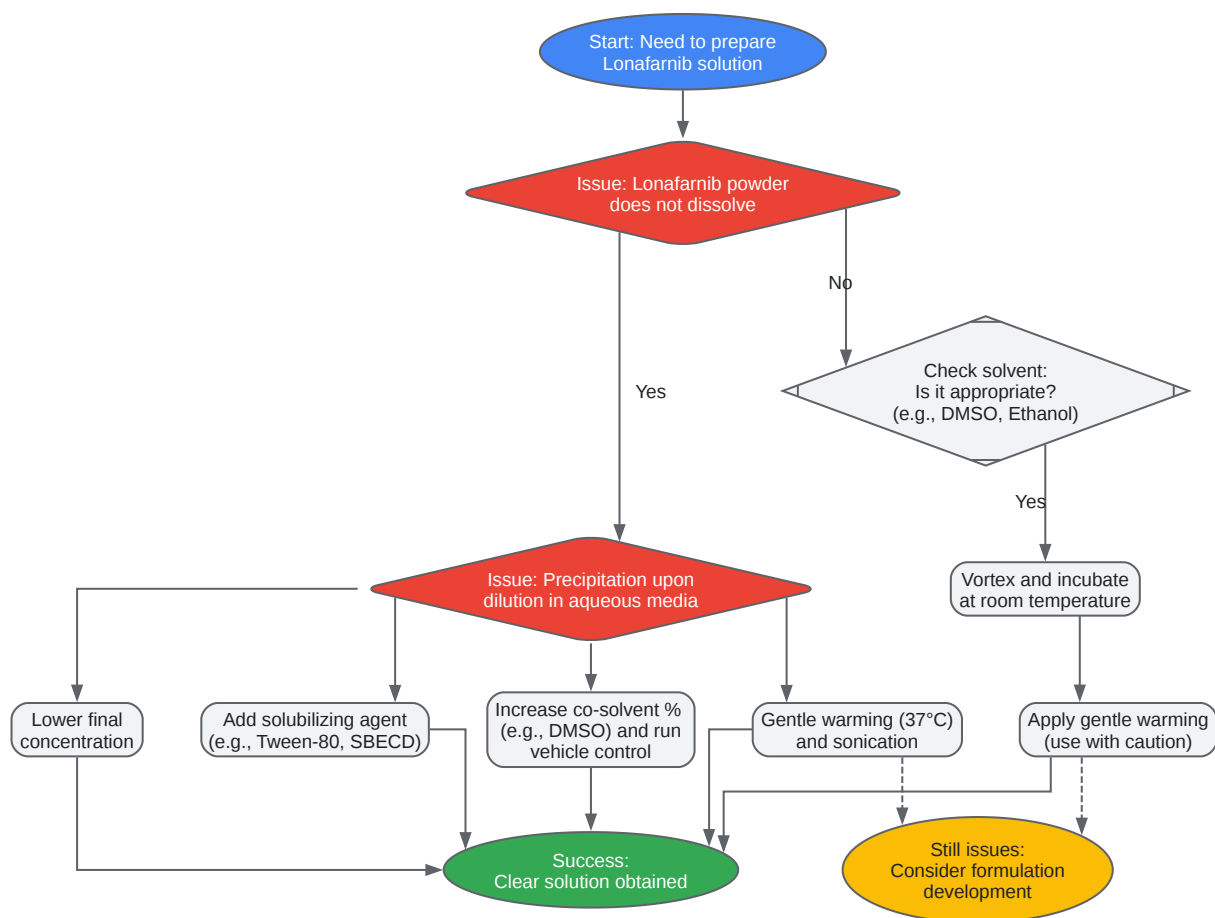 Start: Need to prepare
Lonafarnib solution
Issue: Lonafarnib powder
does not dissolve
No
Check solvent:
Is it appropriate?
(e.g., DMSO, Ethanol)
Yes
Yes
Issue: Precipitation upon
dilution in aqueous media
Vortex and incubate
at room temperature
Lower final
concentration
Add solubilizing agent
(e.g., Tween-80, SBECD)
Increase co-solvent %
(e.g., DMSO) and run
vehicle control
Gentle warming (37°C)
and sonication
Apply gentle warming
(use with caution)
Success:
Clear solution obtained
Still issues:
Consider formulation
development